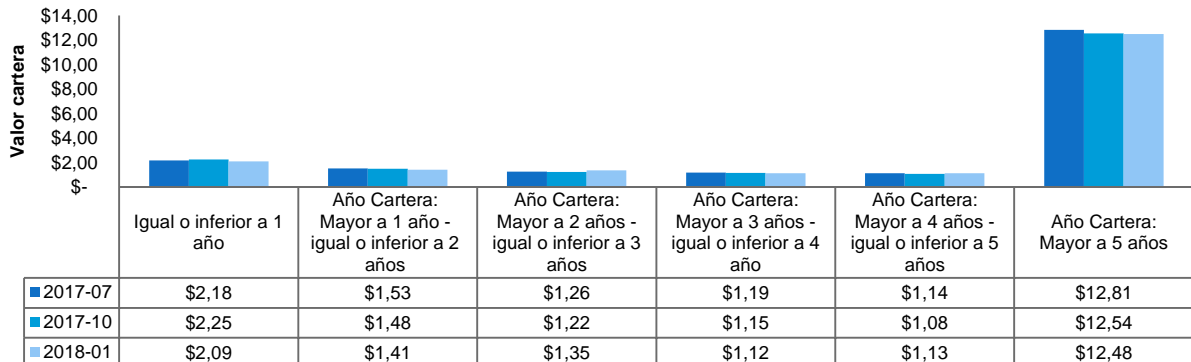 Valor cartera
$14,00
$12,00
$10,00
$8,00
$6,00
$4,00
$2,00
$-
Igual o inferior a 1
año
Año Cartera:
Mayor a 1 año -
igual o inferior a 2
años
Año Cartera:
Mayor a 2 años -
igual o inferior a 3
años
Año Cartera:
Mayor a 3 años -
igual o inferior a 4
año
Año Cartera:
Mayor a 4 años -
igual o inferior a 5
años
Año Cartera:
Mayor a 5 años
2017-07 $2,18 $1,53 $1,26 $1,19 $1,14 $12,81
2017-10 $2,25 $1,48 $1,22 $1,15 $1,08 $12,54
2018-01 $2,09 $1,41 $1,35 $1,12 $1,13 $12,48